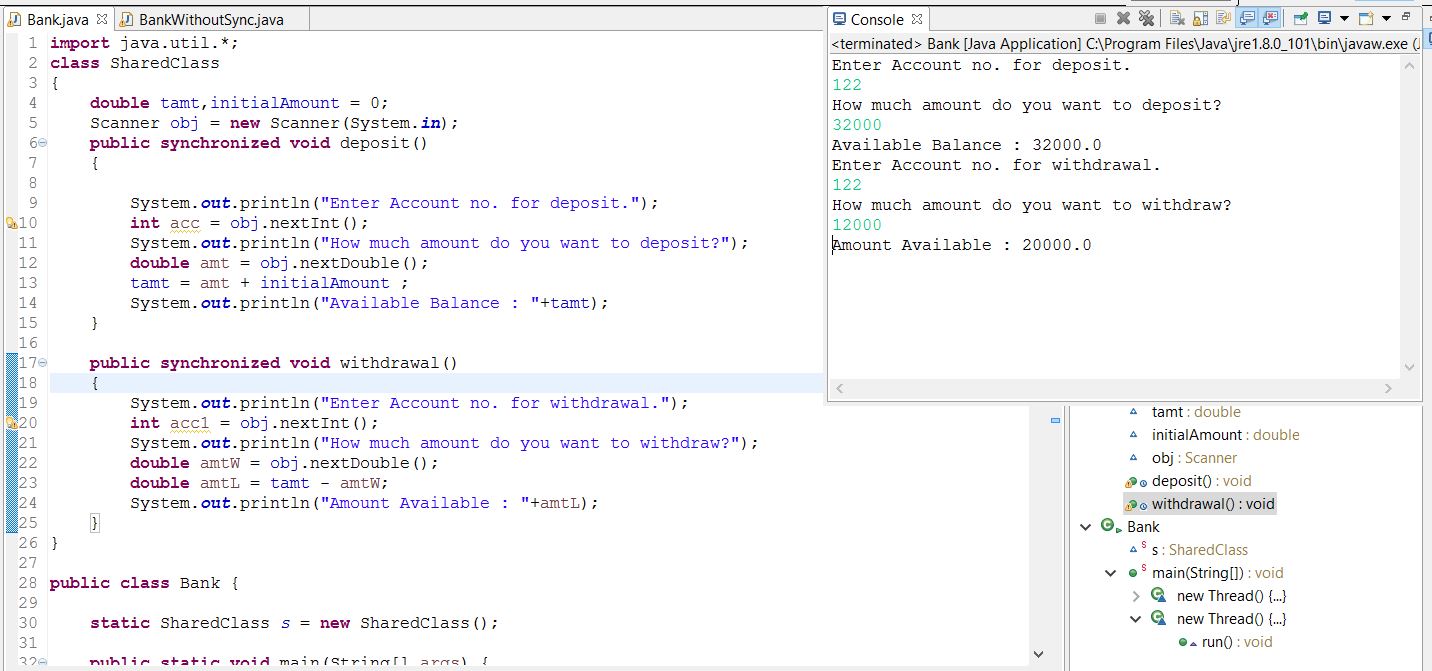 Bank.java BankWithoutSync.java
1 import java.util.*;
2 class SharedClass
3 {
4 double tamt,initialAmount = 0;
5 Scanner obj = new Scanner(System.in);
6 public synchronized void deposit()
7 {
8
9 System.out.println("Enter Account no. for deposit.");
10 int acc = obj.nextInt();
11 System.out.println("How much amount do you want to deposit?");
12 double amt = obj.nextDouble();
13 tamt = amt + initialAmount ;
14 System.out.println("Available Balance : "+tamt);
15 }
16
17 public synchronized void withdrawal()
18 {
19 System.out.println("Enter Account no. for withdrawal.");
20 int acc1 = obj.nextInt();
21 System.out.println("How much amount do you want to withdraw?");
22 double amtW = obj.nextDouble();
23 double amtL = tamt - amtW;
24 System.out.println("Amount Available : "+amtL);
25 }
26 }
27
28 public class Bank {
29
30 static SharedClass s = new SharedClass();
31
32 public static void main(String[] args) {
Console
<terminated> Bank [Java Application] C:\Program Files\Java\jre1.8.0_101\bin\javaw.exe (
Enter Account no. for deposit.
122
How much amount do you want to deposit?
32000
Available Balance : 32000.0
Enter Account no. for withdrawal.
122
How much amount do you want to withdraw?
12000
Amount Available : 20000.0
tamt : double
initialAmount : double
obj : Scanner
deposit() : void
withdrawal() : void
Bank
s : SharedClass
main(String[]) : void
new Thread() {...}
new Thread() {...}
run() : void